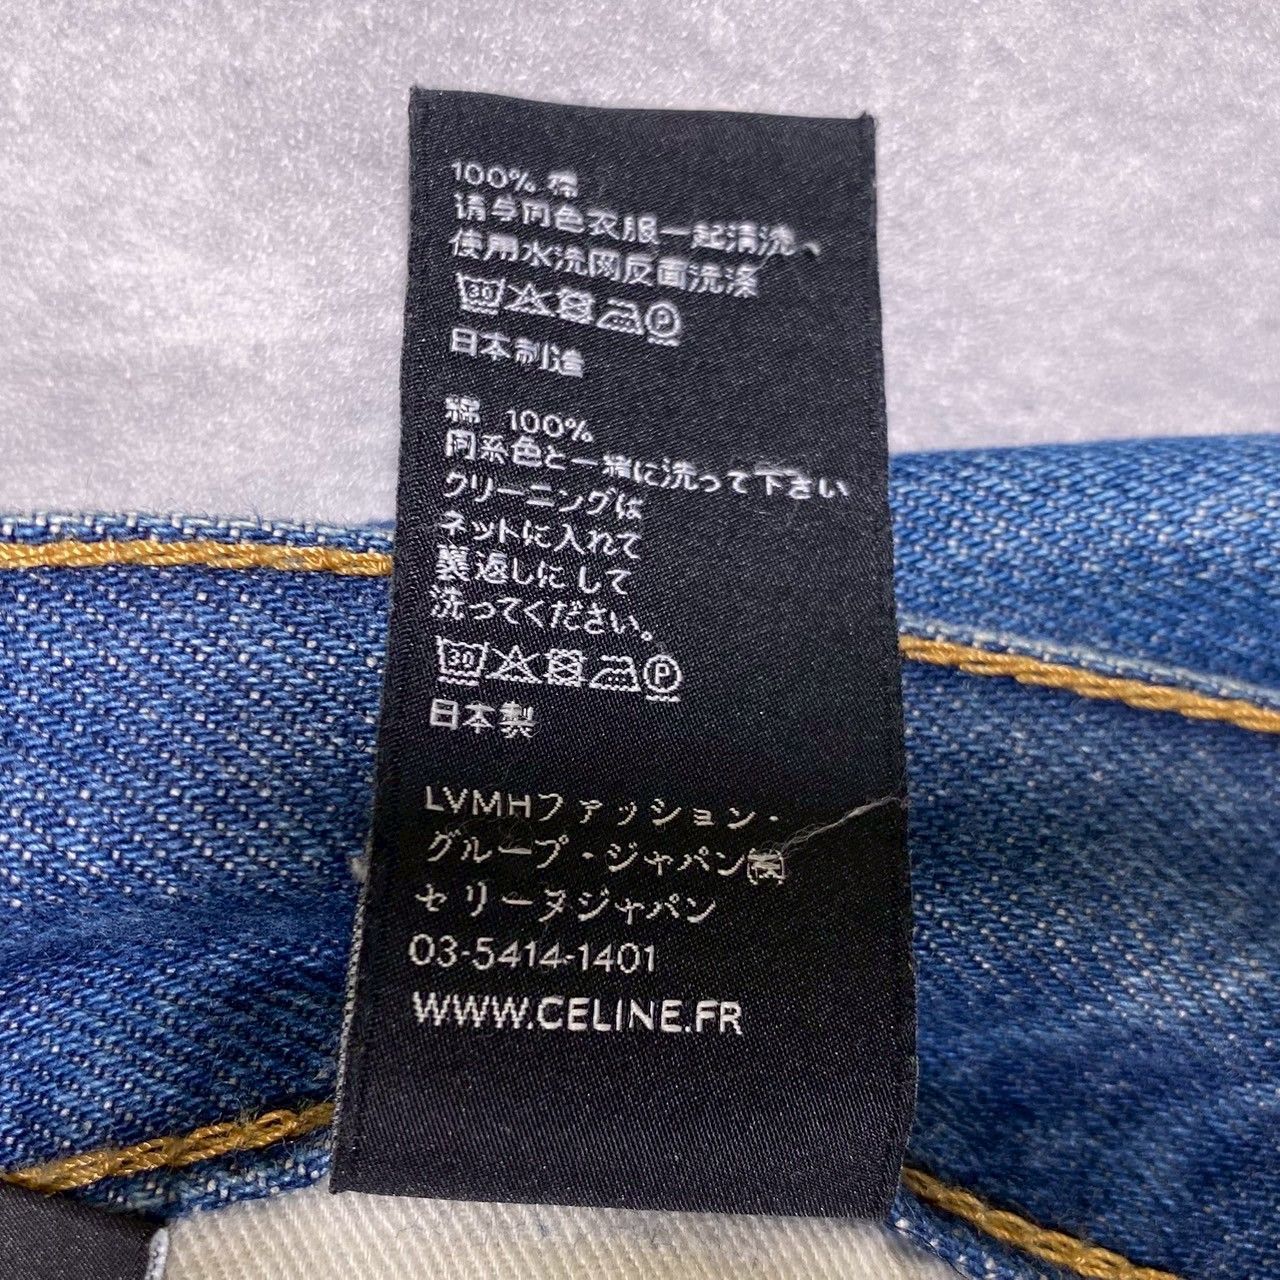 100% 棉
请与同色衣服一起清洗、
使用水洗网反面洗涤
30 P
日本制造
綿 100%
同系色と一緒に洗って下さい
クリーニングは
ネットに入れて
裏返しにして
洗ってください。
30 P
日本製
LVMHファッション・
グループ・ジャパン㈱
セリーヌジャパン
03-5414-1401
WWW.CELINE.FR